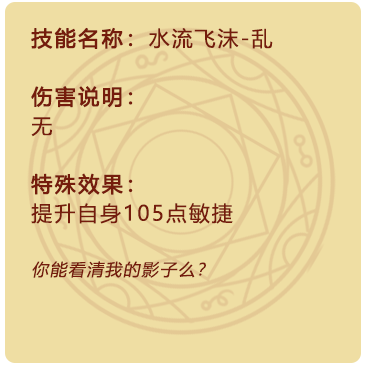 技能名称：水流飞沫-乱
伤害说明：
无
特殊效果：
提升自身105点敏捷
你能看清我的影子么？